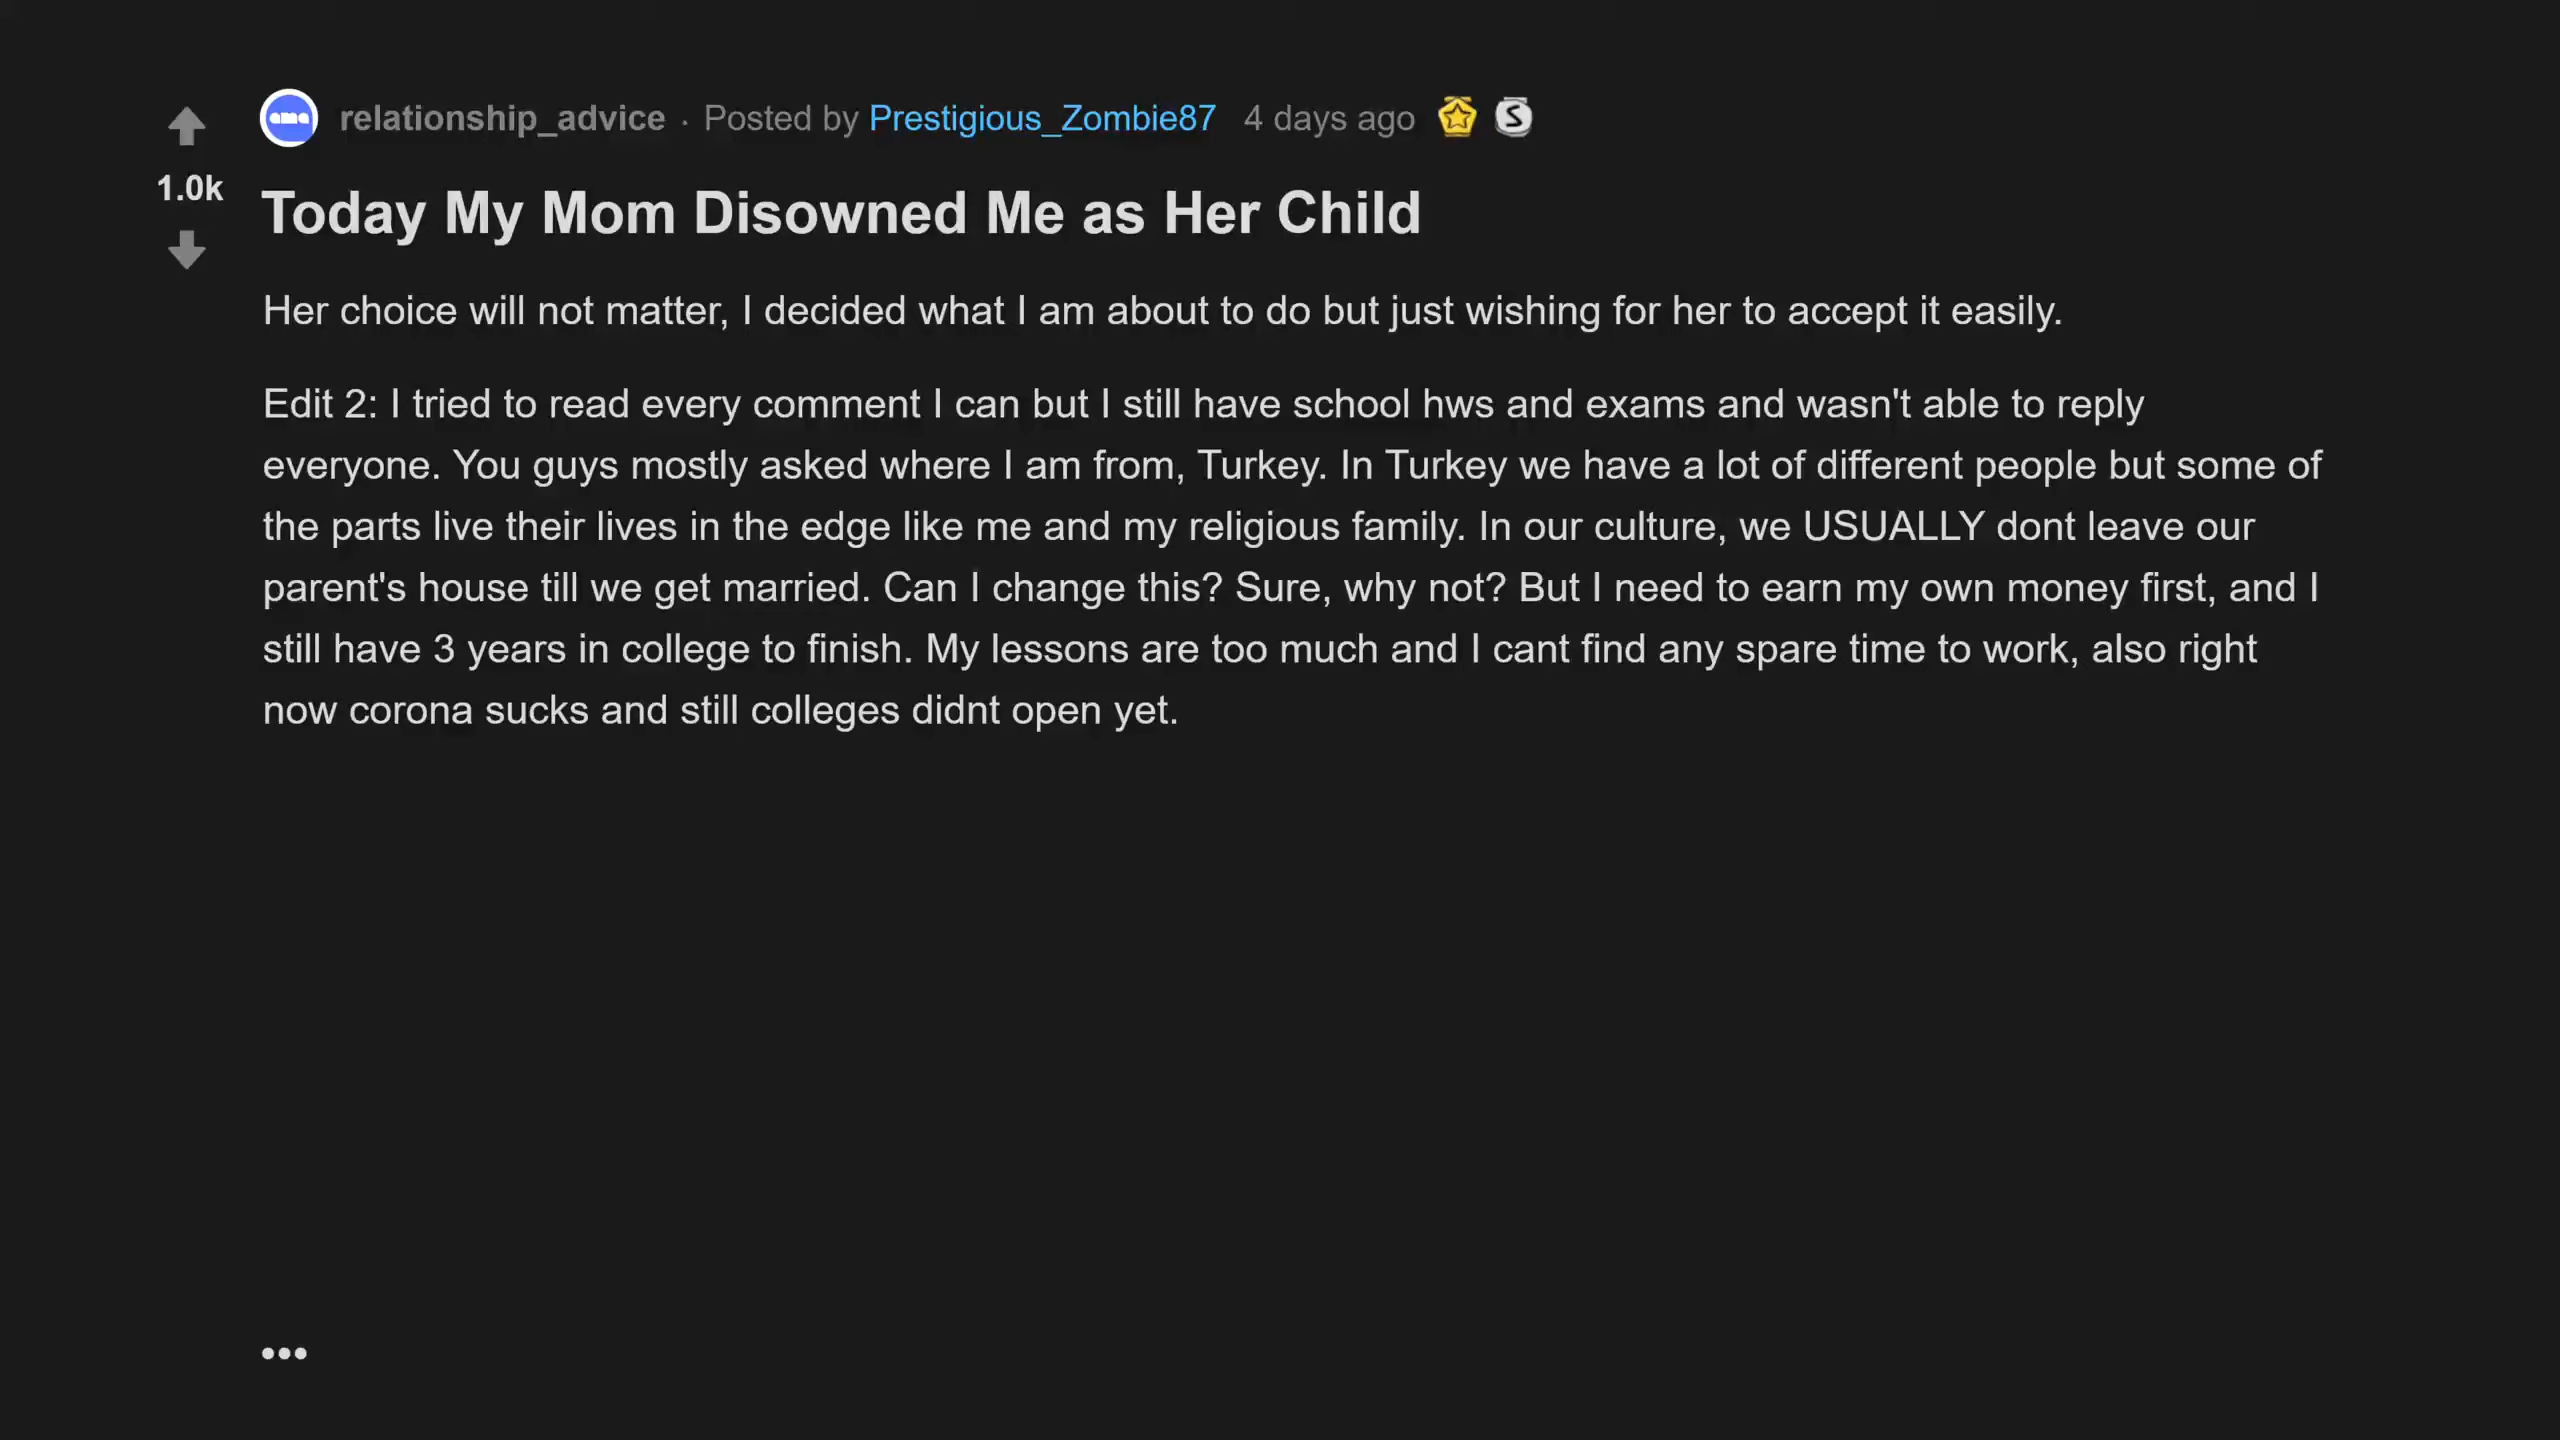 relationship_advice · Posted by Prestigious_Zombie87 4 days ago
1.0k
Today My Mom Disowned Me as Her Child
Her choice will not matter, I decided what I am about to do but just wishing for her to accept it easily.
Edit 2: I tried to read every comment I can but I still have school hws and exams and wasn't able to reply
everyone. You guys mostly asked where I am from, Turkey. In Turkey we have a lot of different people but some of
the parts live their lives in the edge like me and my religious family. In our culture, we USUALLY dont leave our
parent's house till we get married. Can I change this? Sure, why not? But I need to earn my own money first, and I
still have 3 years in college to finish. My lessons are too much and I cant find any spare time to work, also right
now corona sucks and still colleges didnt open yet.
•••